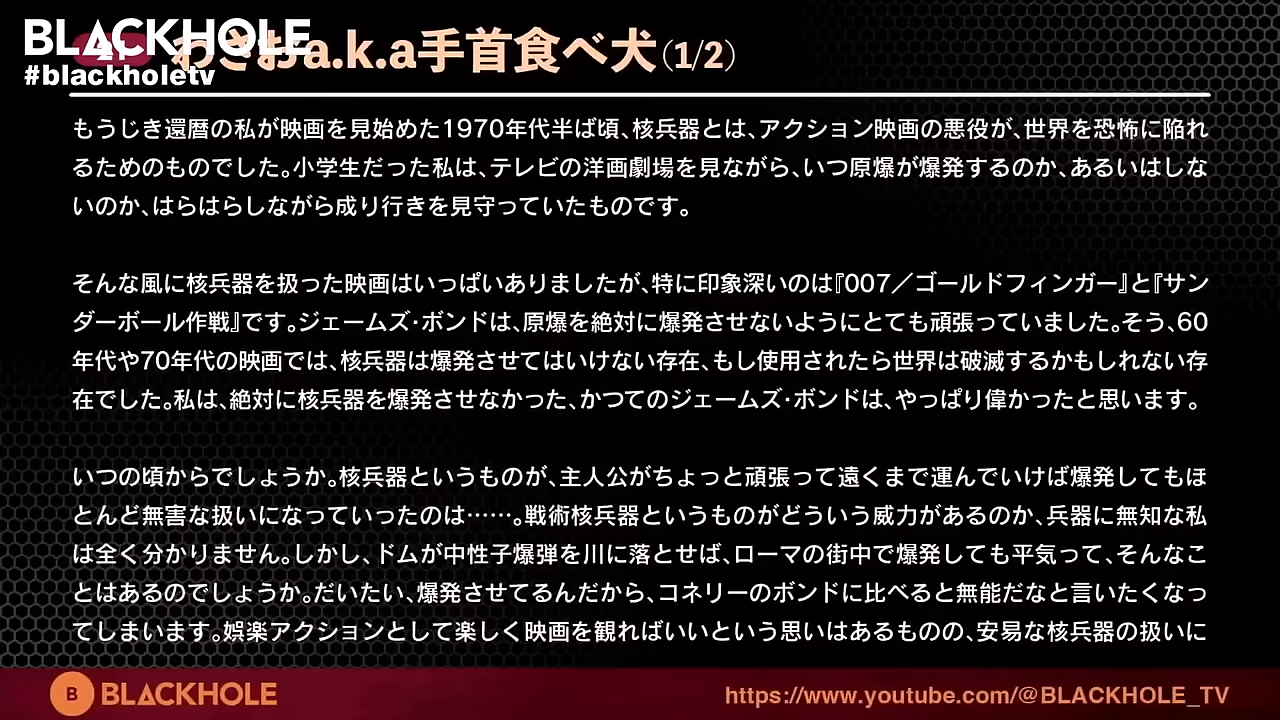 BLACKHOLE
#blackholetv
わさおa.k.a手首食べ犬(1/2)
もうじき還暦の私が映画を見始めた1970年代半ば頃、核兵器とは、アクション映画の悪役が、世界を恐怖に陥れ
るためのものでした。小学生だった私は、テレビの洋画劇場を見ながら、いつ原爆が爆発するのか、あるいはしな
いのか、はらはらしながら成り行きを見守っていたものです。
そんな風に核兵器を扱った映画はいっぱいありましたが、特に印象深いのは『007／ゴールドフィンガー』と『サン
ダーボール作戦』です。ジェームズ・ボンドは、原爆を絶対に爆発させないようにとても頑張っていました。そう、60
年代や70年代の映画では、核兵器は爆発させてはいけない存在、もし使用されたら世界は破滅するかもしれない存
在でした。私は、絶対に核兵器を爆発させなかった、かつてのジェームズ・ボンドは、やっぱり偉かったと思います。
いつの頃からでしょうか。核兵器というものが、主人公がちょっと頑張って遠くまで運んでいけば爆発してもほ
とんど無害な扱いになっていったのは……。戦術核兵器というものがどういう威力があるのか、兵器に無知な私
は全く分かりません。しかし、ドムが中性子爆弾を川に落とせば、ローマの街中で爆発しても平気って、そんなこ
とはあるのでしょうか。だいたい、爆発させてるんだから、コネリーのボンドに比べると無能だなと言いたくなっ
てしまいます。娯楽アクションとして楽しく映画を観ればいいという思いはあるものの、安易な核兵器の扱いに
B BLACKHOLE
https://www.youtube.com/@BLACKHOLE_TV